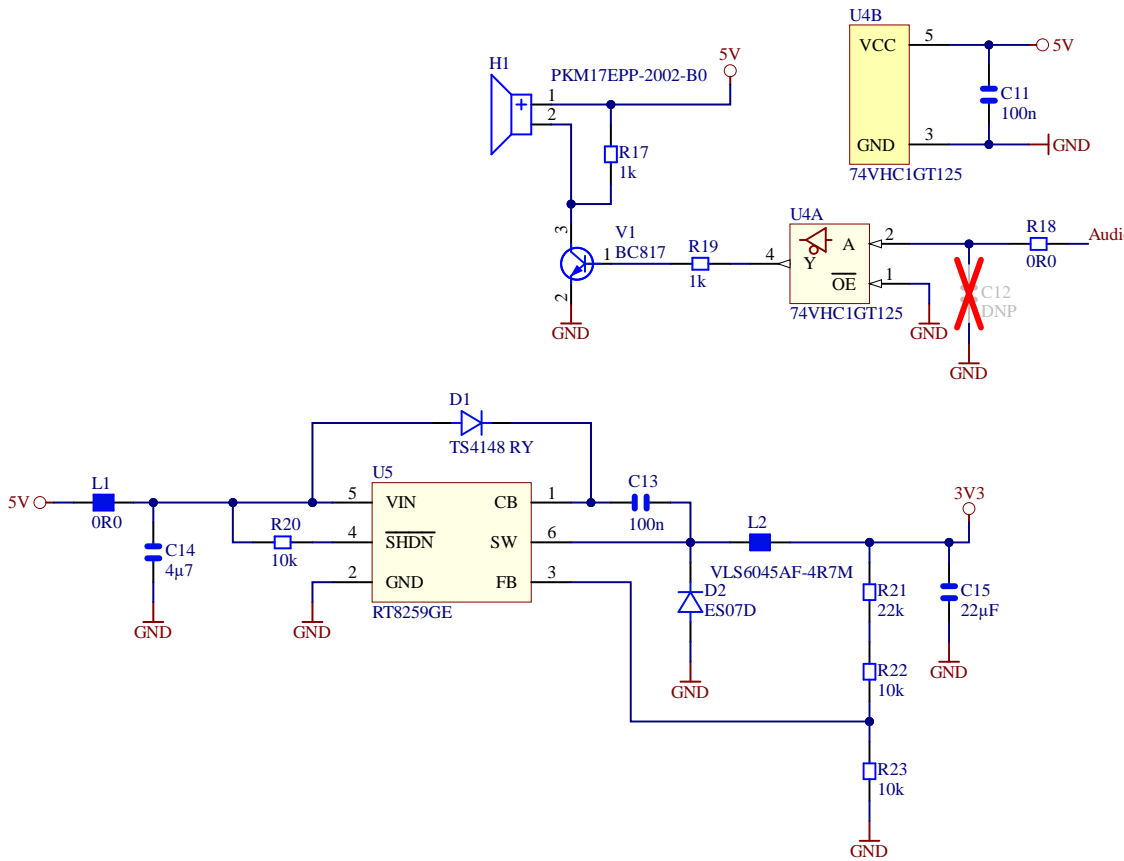 U4B
VCC
5
5V
C11
100n
GND
3
GND
74VHC1GT125
H1
PKM17EPP-2002-B0
5V
1
+
2
R17
1k
3
V1
BC817
1
2
GND
R19
1k
4
U4A
A
Y
OE
2
1
74VHC1GT125
GND
R18
0R0
Audi
C12
DNP
GND
D1
TS4148 RY
5V
L1
0R0
C14
4µ7
GND
R20
10k
GND
U5
5
VIN
CB
1
4
SHDN
SW
6
2
GND
FB
3
RT8259GE
C13
100n
L2
VLS6045AF-4R7M
3V3
D2
ES07D
GND
R21
22k
C15
22µF
GND
R22
10k
R23
10k
GND